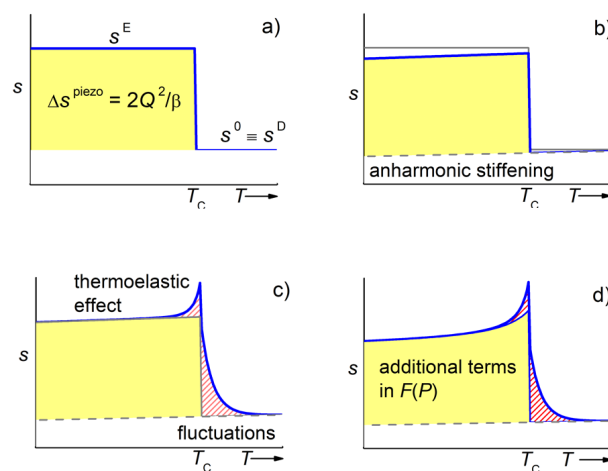 a)
s^E
s
Δs^piezo = 2Q^2/β
s^0 ≡ s^D
T_C T
b)
s
anharmonic stiffening
T_C T
c)
thermoelastic
effect
s
fluctuations
T_C T
d)
s
additional terms
in F(P)
T_C T